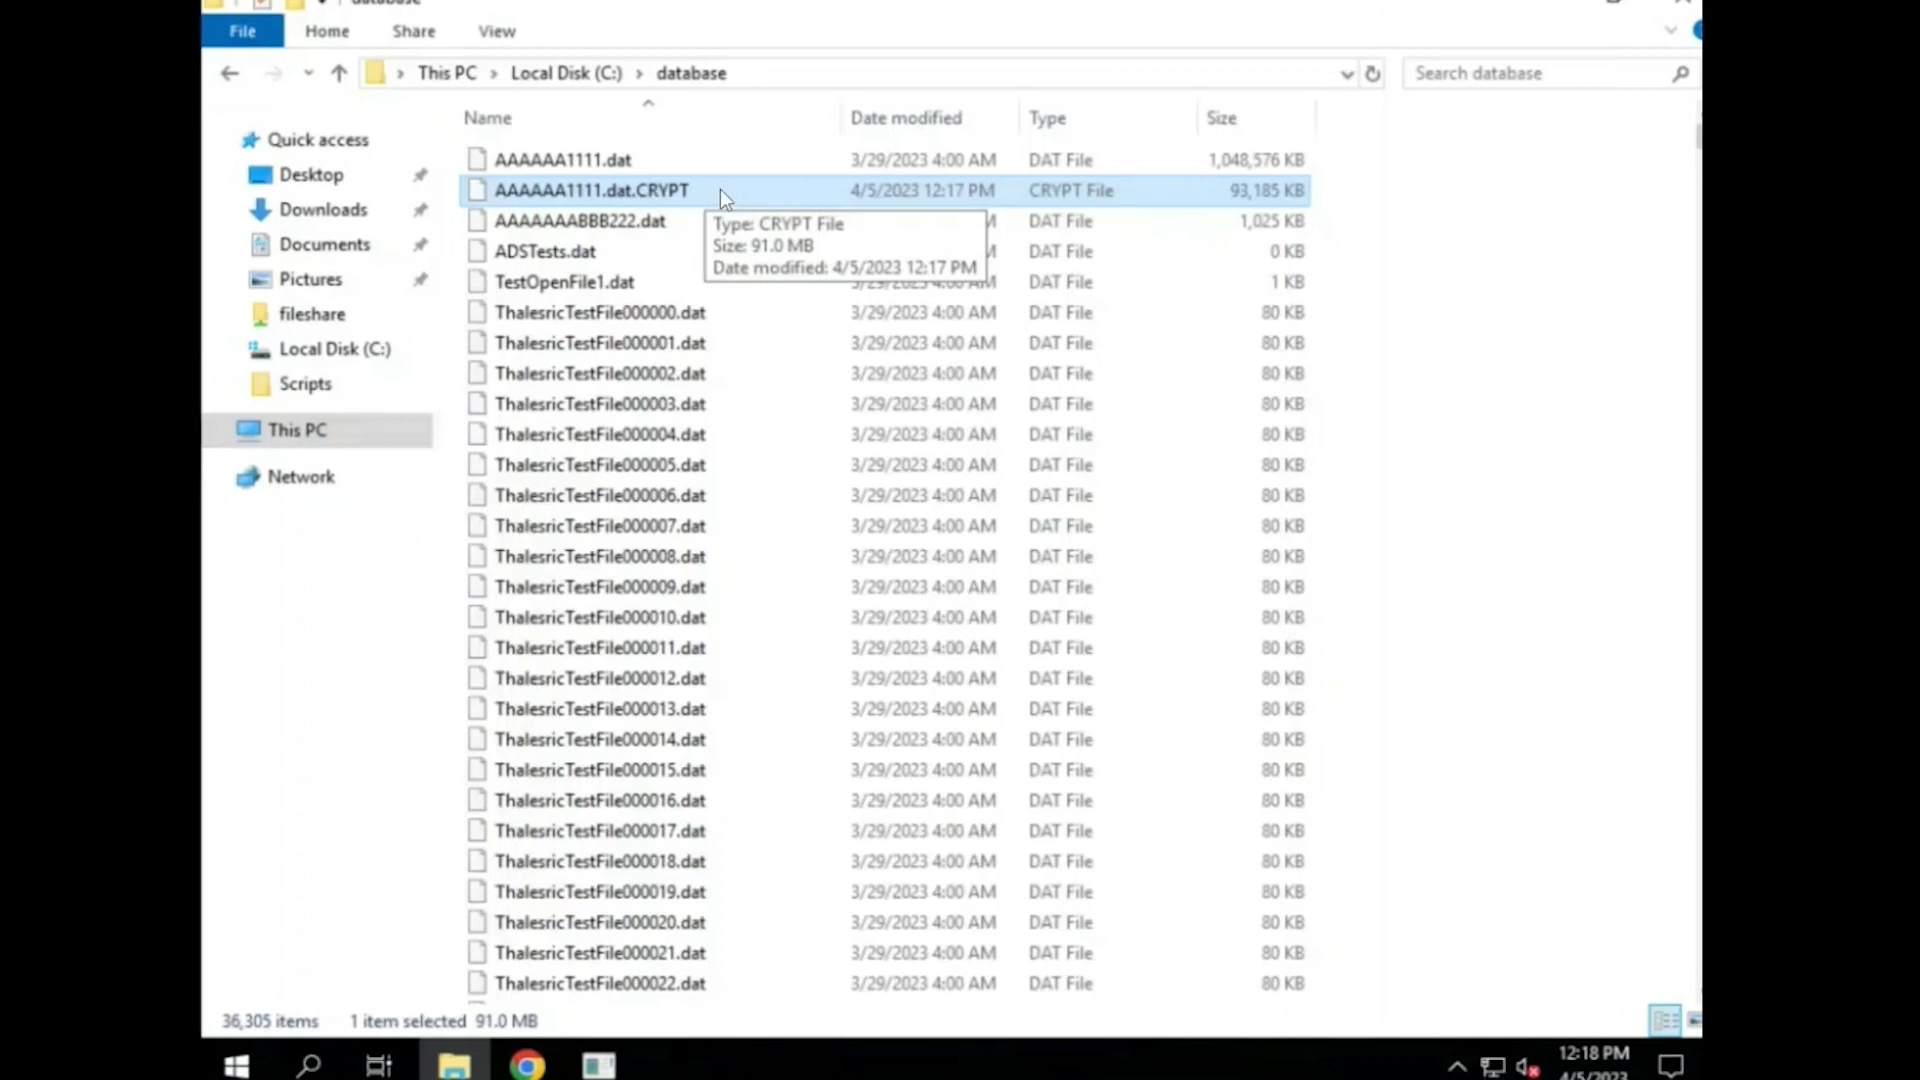 database
File Home Share View
This PC Local Disk (C:) database Search database
Name Date modified Type Size
Quick access
Desktop
Downloads
Documents
Pictures
fileshare
Local Disk (C:)
Scripts
This PC
Network
AAAAAA1111.dat 3/29/2023 4:00 AM DAT File 1,048,576 KB
AAAAAA1111.dat.CRYPT 4/5/2023 12:17 PM CRYPT File 93,185 KB
AAAAAAABBB222.dat DAT File 1,025 KB
ADSTests.dat DAT File 0 KB
TestOpenFile1.dat 3/29/2023 4:00 AM DAT File 1 KB
Type: CRYPT File
Size: 91.0 MB
Date modified: 4/5/2023 12:17 PM
ThalesricTestFile000000.dat 3/29/2023 4:00 AM DAT File 80 KB
ThalesricTestFile000001.dat 3/29/2023 4:00 AM DAT File 80 KB
ThalesricTestFile000002.dat 3/29/2023 4:00 AM DAT File 80 KB
ThalesricTestFile000003.dat 3/29/2023 4:00 AM DAT File 80 KB
ThalesricTestFile000004.dat 3/29/2023 4:00 AM DAT File 80 KB
ThalesricTestFile000005.dat 3/29/2023 4:00 AM DAT File 80 KB
ThalesricTestFile000006.dat 3/29/2023 4:00 AM DAT File 80 KB
ThalesricTestFile000007.dat 3/29/2023 4:00 AM DAT File 80 KB
ThalesricTestFile000008.dat 3/29/2023 4:00 AM DAT File 80 KB
ThalesricTestFile000009.dat 3/29/2023 4:00 AM DAT File 80 KB
ThalesricTestFile000010.dat 3/29/2023 4:00 AM DAT File 80 KB
ThalesricTestFile000011.dat 3/29/2023 4:00 AM DAT File 80 KB
ThalesricTestFile000012.dat 3/29/2023 4:00 AM DAT File 80 KB
ThalesricTestFile000013.dat 3/29/2023 4:00 AM DAT File 80 KB
ThalesricTestFile000014.dat 3/29/2023 4:00 AM DAT File 80 KB
ThalesricTestFile000015.dat 3/29/2023 4:00 AM DAT File 80 KB
ThalesricTestFile000016.dat 3/29/2023 4:00 AM DAT File 80 KB
ThalesricTestFile000017.dat 3/29/2023 4:00 AM DAT File 80 KB
ThalesricTestFile000018.dat 3/29/2023 4:00 AM DAT File 80 KB
ThalesricTestFile000019.dat 3/29/2023 4:00 AM DAT File 80 KB
ThalesricTestFile000020.dat 3/29/2023 4:00 AM DAT File 80 KB
ThalesricTestFile000021.dat 3/29/2023 4:00 AM DAT File 80 KB
ThalesricTestFile000022.dat 3/29/2023 4:00 AM DAT File 80 KB
36,305 items 1 item selected 91.0 MB
12:18 PM
4/5/2023